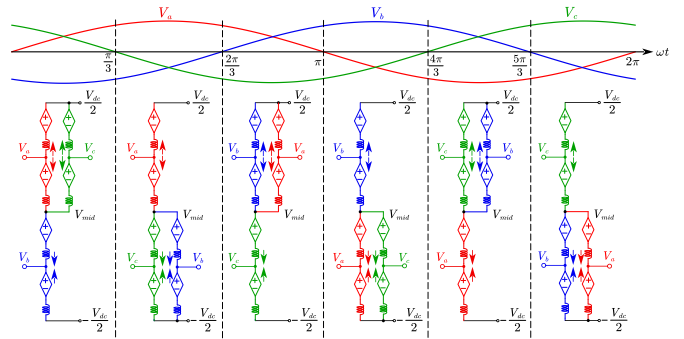 V_a V_b V_c
π/3 2π/3 π 4π/3 5π/3 2π ωt
V_dc/2 V_dc/2 V_dc/2 V_dc/2 V_dc/2 V_dc/2
V_a V_c V_a V_b V_a V_b V_c V_b V_c
V_mid V_mid V_mid V_mid V_mid V_mid
V_b V_c V_b V_c V_a V_c V_a V_b V_a
-V_dc/2 -V_dc/2 -V_dc/2 -V_dc/2 -V_dc/2 -V_dc/2